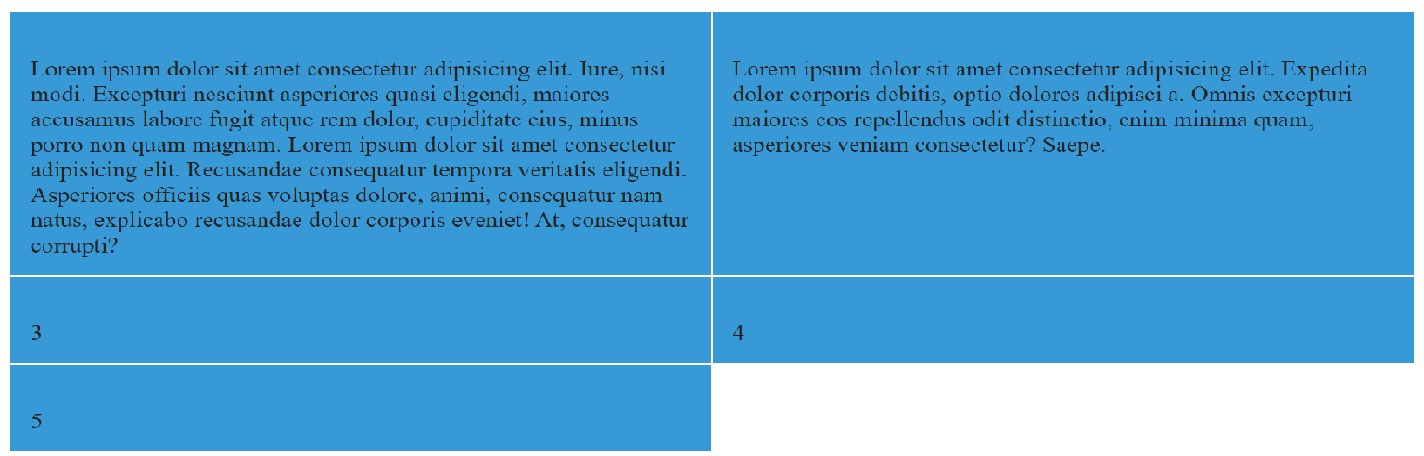 Lorem ipsum dolor sit amet consectetur adipisicing elit. Iure, nisi
modi. Excepturi nesciunt asperiores quasi eligendi, maiores
accusamus labore fugit atque rem dolor, cupiditate eius, minus
porro non quam magnam. Lorem ipsum dolor sit amet consectetur
adipisicing elit. Recusandae consequatur tempora veritatis eligendi.
Asperiores officiis quas voluptas dolore, animi, consequatur nam
natus, explicabo recusandae dolor corporis eveniet! At, consequatur
corrupti?
Lorem ipsum dolor sit amet consectetur adipisicing elit. Expedita
dolor corporis debitis, optio dolores adipisci a. Omnis excepturi
maiores eos repellendus odit distinctio, enim minima quam,
asperiores veniam consectetur? Saepe.
3
4
5